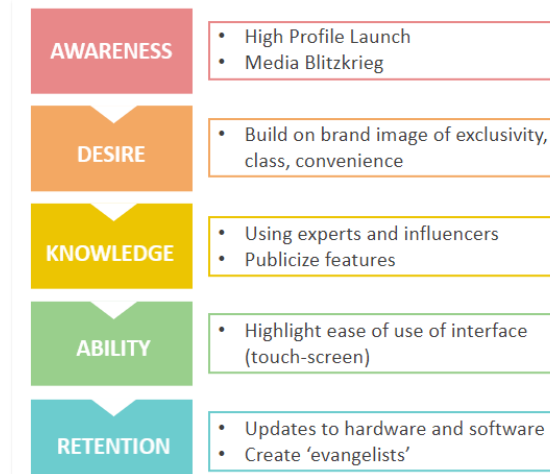 AWARENESS
• High Profile Launch
• Media Blitzkrieg
DESIRE
• Build on brand image of exclusivity,
class, convenience
KNOWLEDGE
• Using experts and influencers
• Publicize features
ABILITY
• Highlight ease of use of interface
(touch-screen)
RETENTION
• Updates to hardware and software
• Create ‘evangelists’